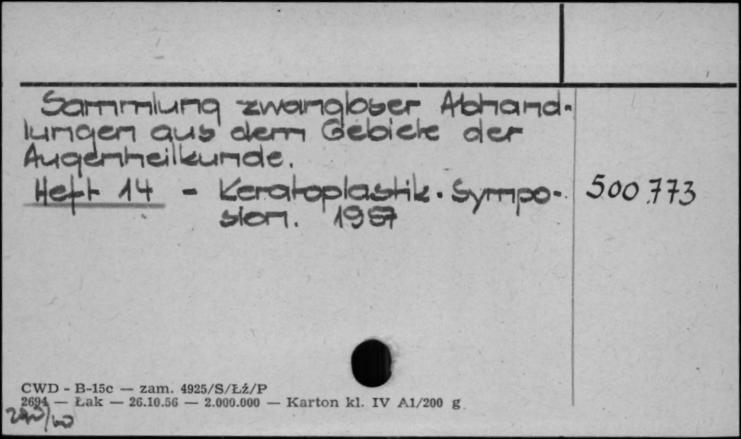 Sammlung zwangloser Abhand-
lungen aus dem Gebiete der
Augenheilkunde.
Heft 14 - Keratoplastik. Sympo- 500.773
sion. 1957
CWD - B-15c — zam. 4925/S/Łź/P
2694 — Łak — 26.10.56 — 2.000.000 — Karton kl. IV A1/200 g